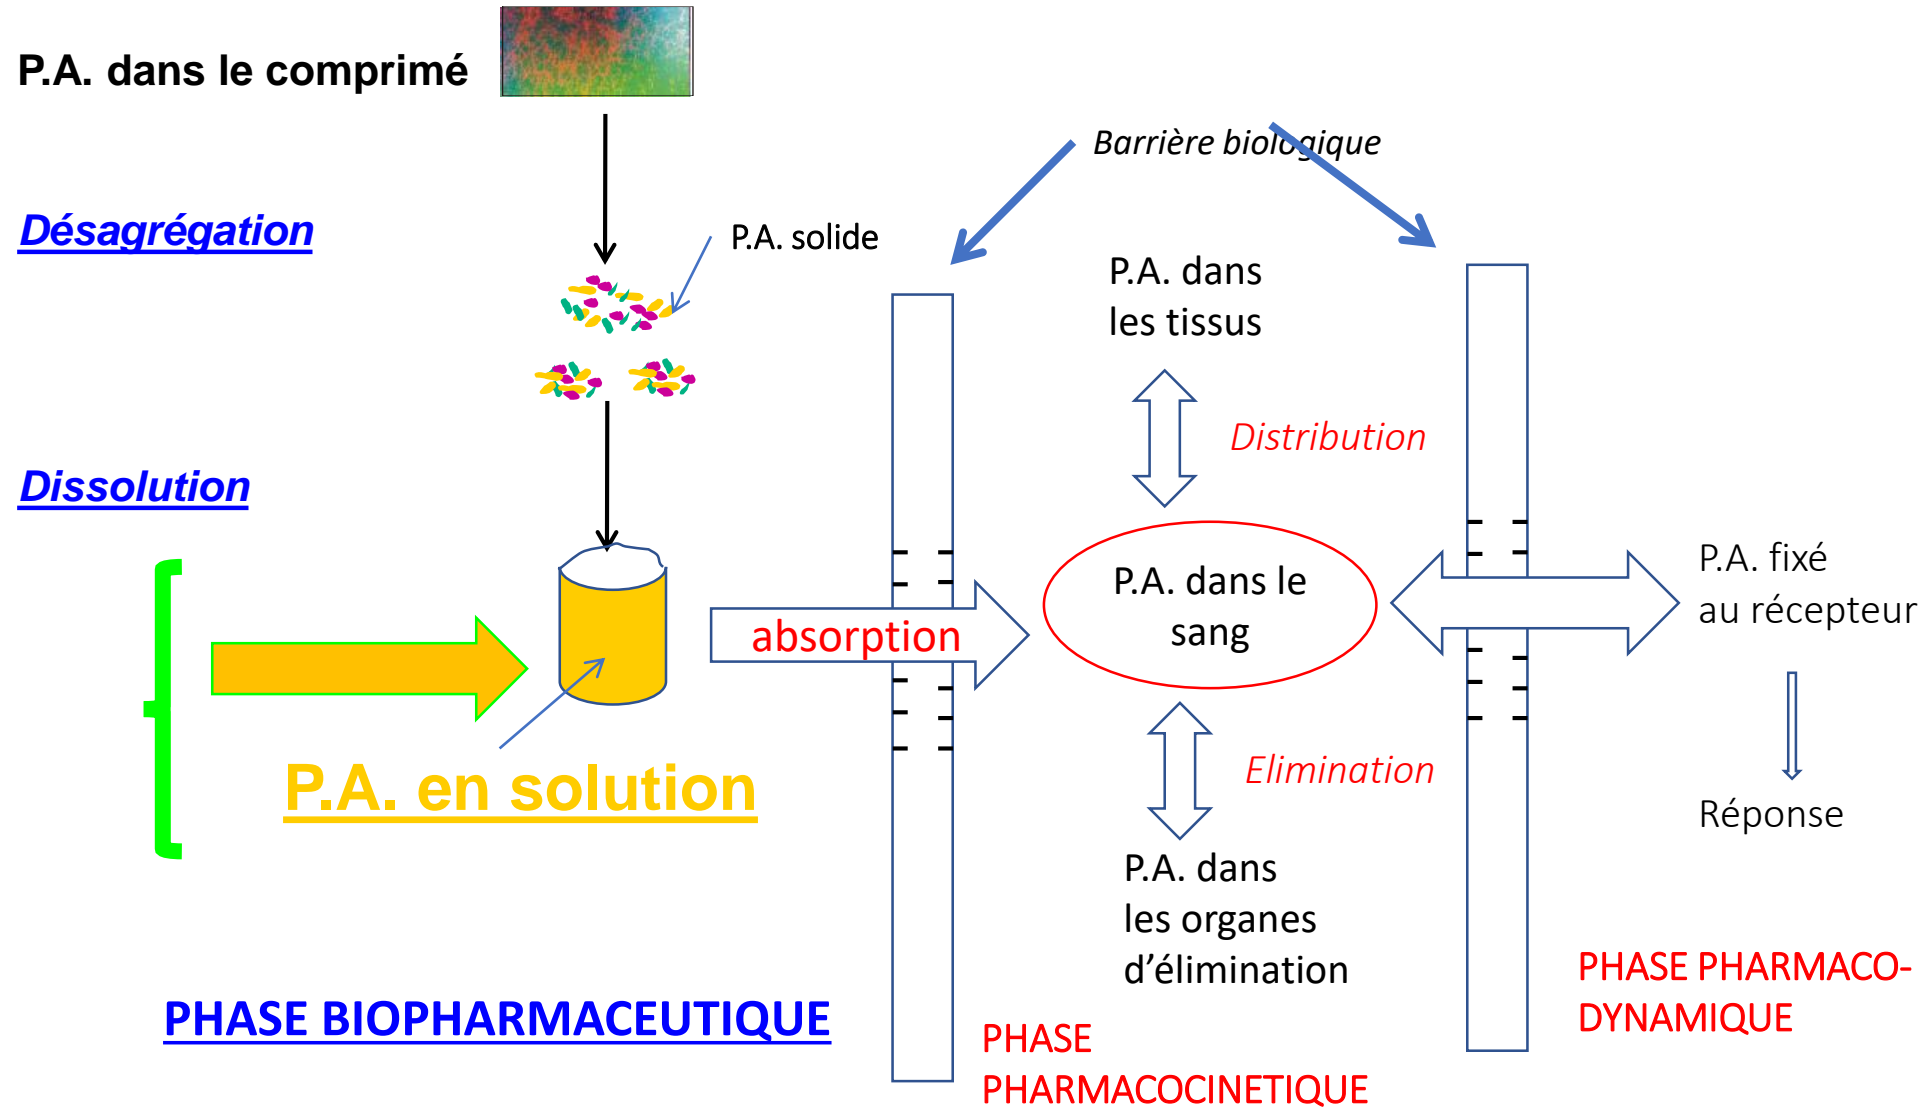 P.A. dans le comprimé
Barrière biologique
Désagrégation
P.A. solide
P.A. dans
les tissus
Distribution
Dissolution
absorption
P.A. dans le
sang
P.A. fixé
au récepteur
P.A. en solution
Elimination
Réponse
P.A. dans
les organes
d’élimination
PHASE BIOPHARMACEUTIQUE
PHASE
PHARMACOCINETIQUE
PHASE PHARMACO-
DYNAMIQUE